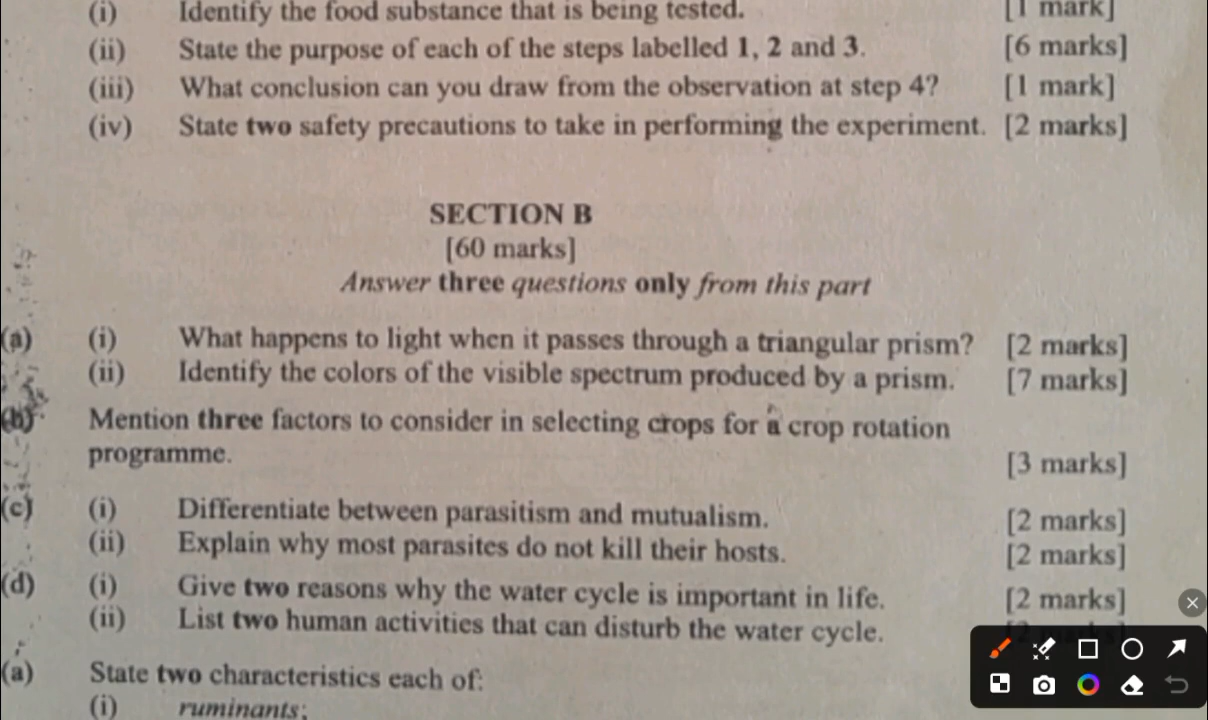 (i) Identify the food substance that is being tested. [1 mark]
(ii) State the purpose of each of the steps labelled 1, 2 and 3. [6 marks]
(iii) What conclusion can you draw from the observation at step 4? [1 mark]
(iv) State two safety precautions to take in performing the experiment. [2 marks]
SECTION B
[60 marks]
Answer three questions only from this part
(a) (i) What happens to light when it passes through a triangular prism? [2 marks]
(ii) Identify the colors of the visible spectrum produced by a prism. [7 marks]
(b) Mention three factors to consider in selecting crops for a crop rotation
programme. [3 marks]
(c) (i) Differentiate between parasitism and mutualism. [2 marks]
(ii) Explain why most parasites do not kill their hosts. [2 marks]
(d) (i) Give two reasons why the water cycle is important in life. [2 marks]
(ii) List two human activities that can disturb the water cycle.
(a) State two characteristics each of:
(i) ruminants;